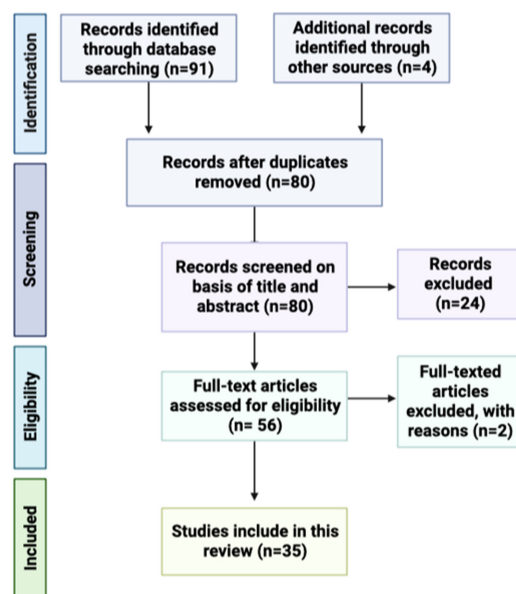 Identification
Records identified
through database
searching (n=91)
Additional records
identified through
other sources (n=4)
Screening
Records after duplicates
removed (n=80)
Records screened on
basis of title and
abstract (n=80)
Records
excluded
(n=24)
Eligibility
Full-text articles
assessed for eligibility
(n= 56)
Full-texted
articles
excluded, with
reasons (n=2)
Included
Studies include in this
review (n=35)